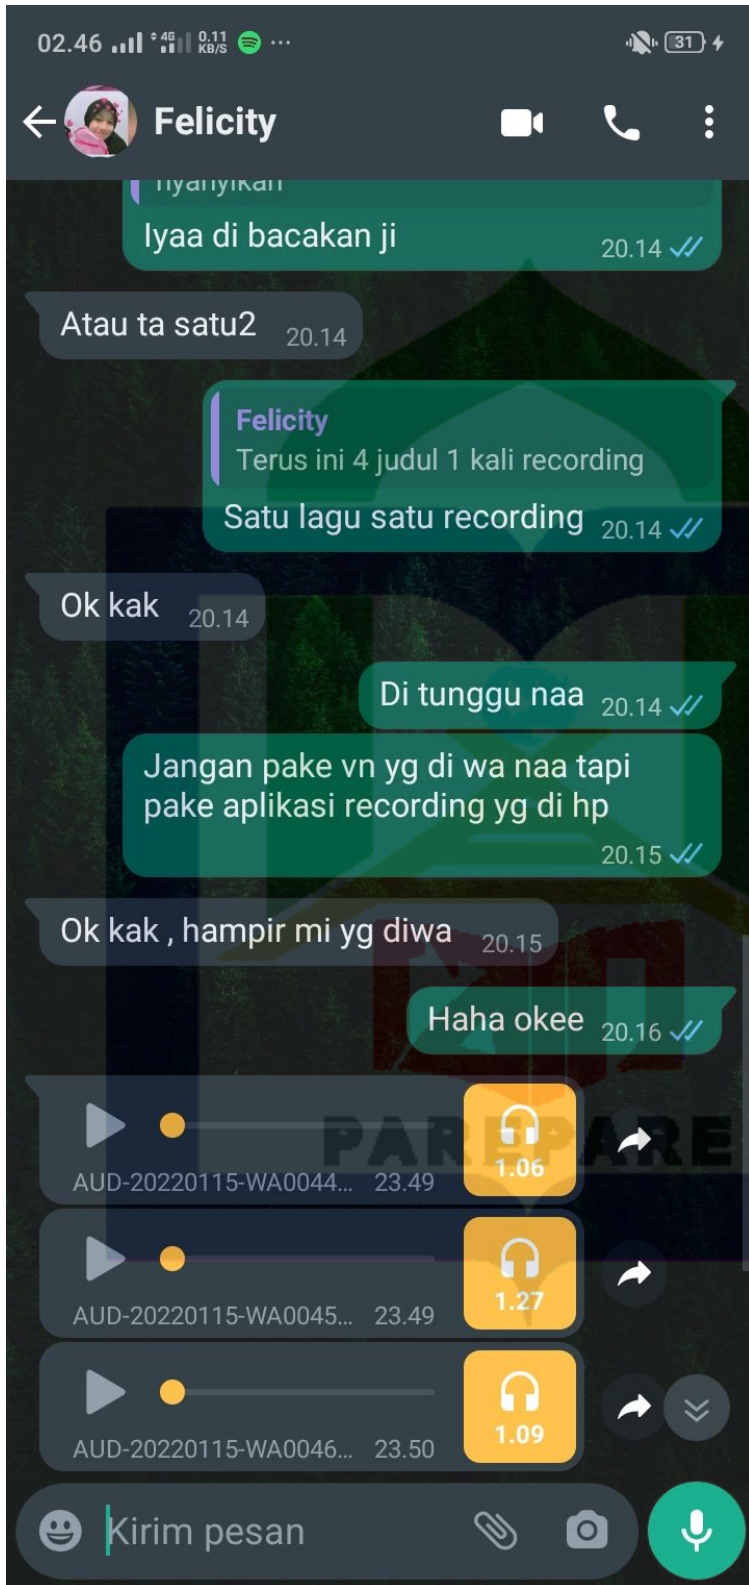 02.46 4G 0.11 KB/S ... 31
Felicity
nyanyikan
Iyaa di bacakan ji 20.14
Atau ta satu2 20.14
Felicity
Terus ini 4 judul 1 kali recording
Satu lagu satu recording 20.14
Ok kak 20.14
Di tunggu naa 20.14
Jangan pake vn yg di wa naa tapi
pake aplikasi recording yg di hp
20.15
Ok kak , hampir mi yg diwa 20.15
Haha okee 20.16
PAREPARE
1.06
AUD-20220115-WA0044... 23.49
1.27
AUD-20220115-WA0045... 23.49
1.09
AUD-20220115-WA0046... 23.50
Kirim pesan